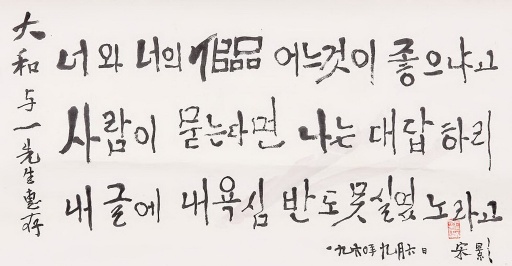 大和与一先生惠存
너와 너의 個品 어느것이 좋으냐고
사람이 묻는다면 나는 대답하리
내 글에 내 욕심 반도 못 실었노라고
一九六○年 九月六日 宋影